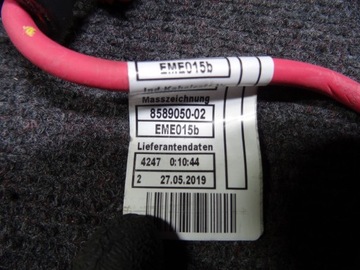 EME015b
Masszeichnung
8589050-02
EME015b
Lieferantendaten
4247 0:10:44
2 27.05.2019